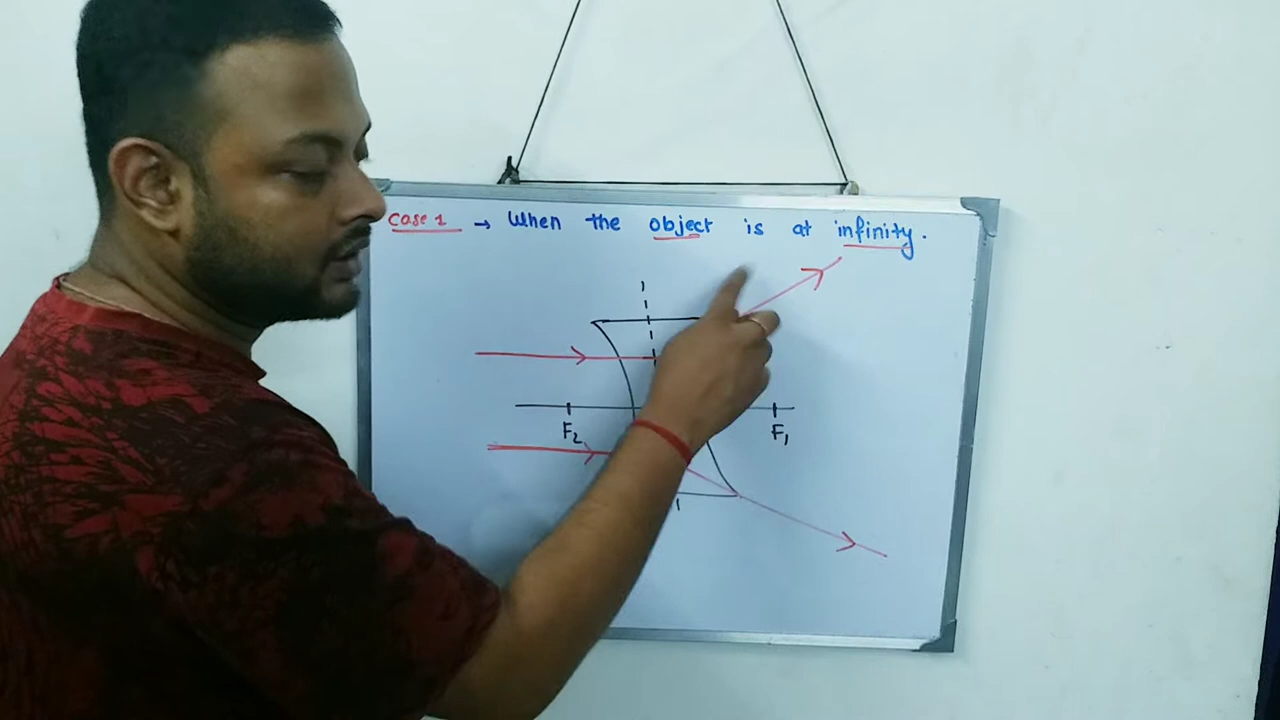 Case 1 → When the object is at infinity.
F₂ F₁